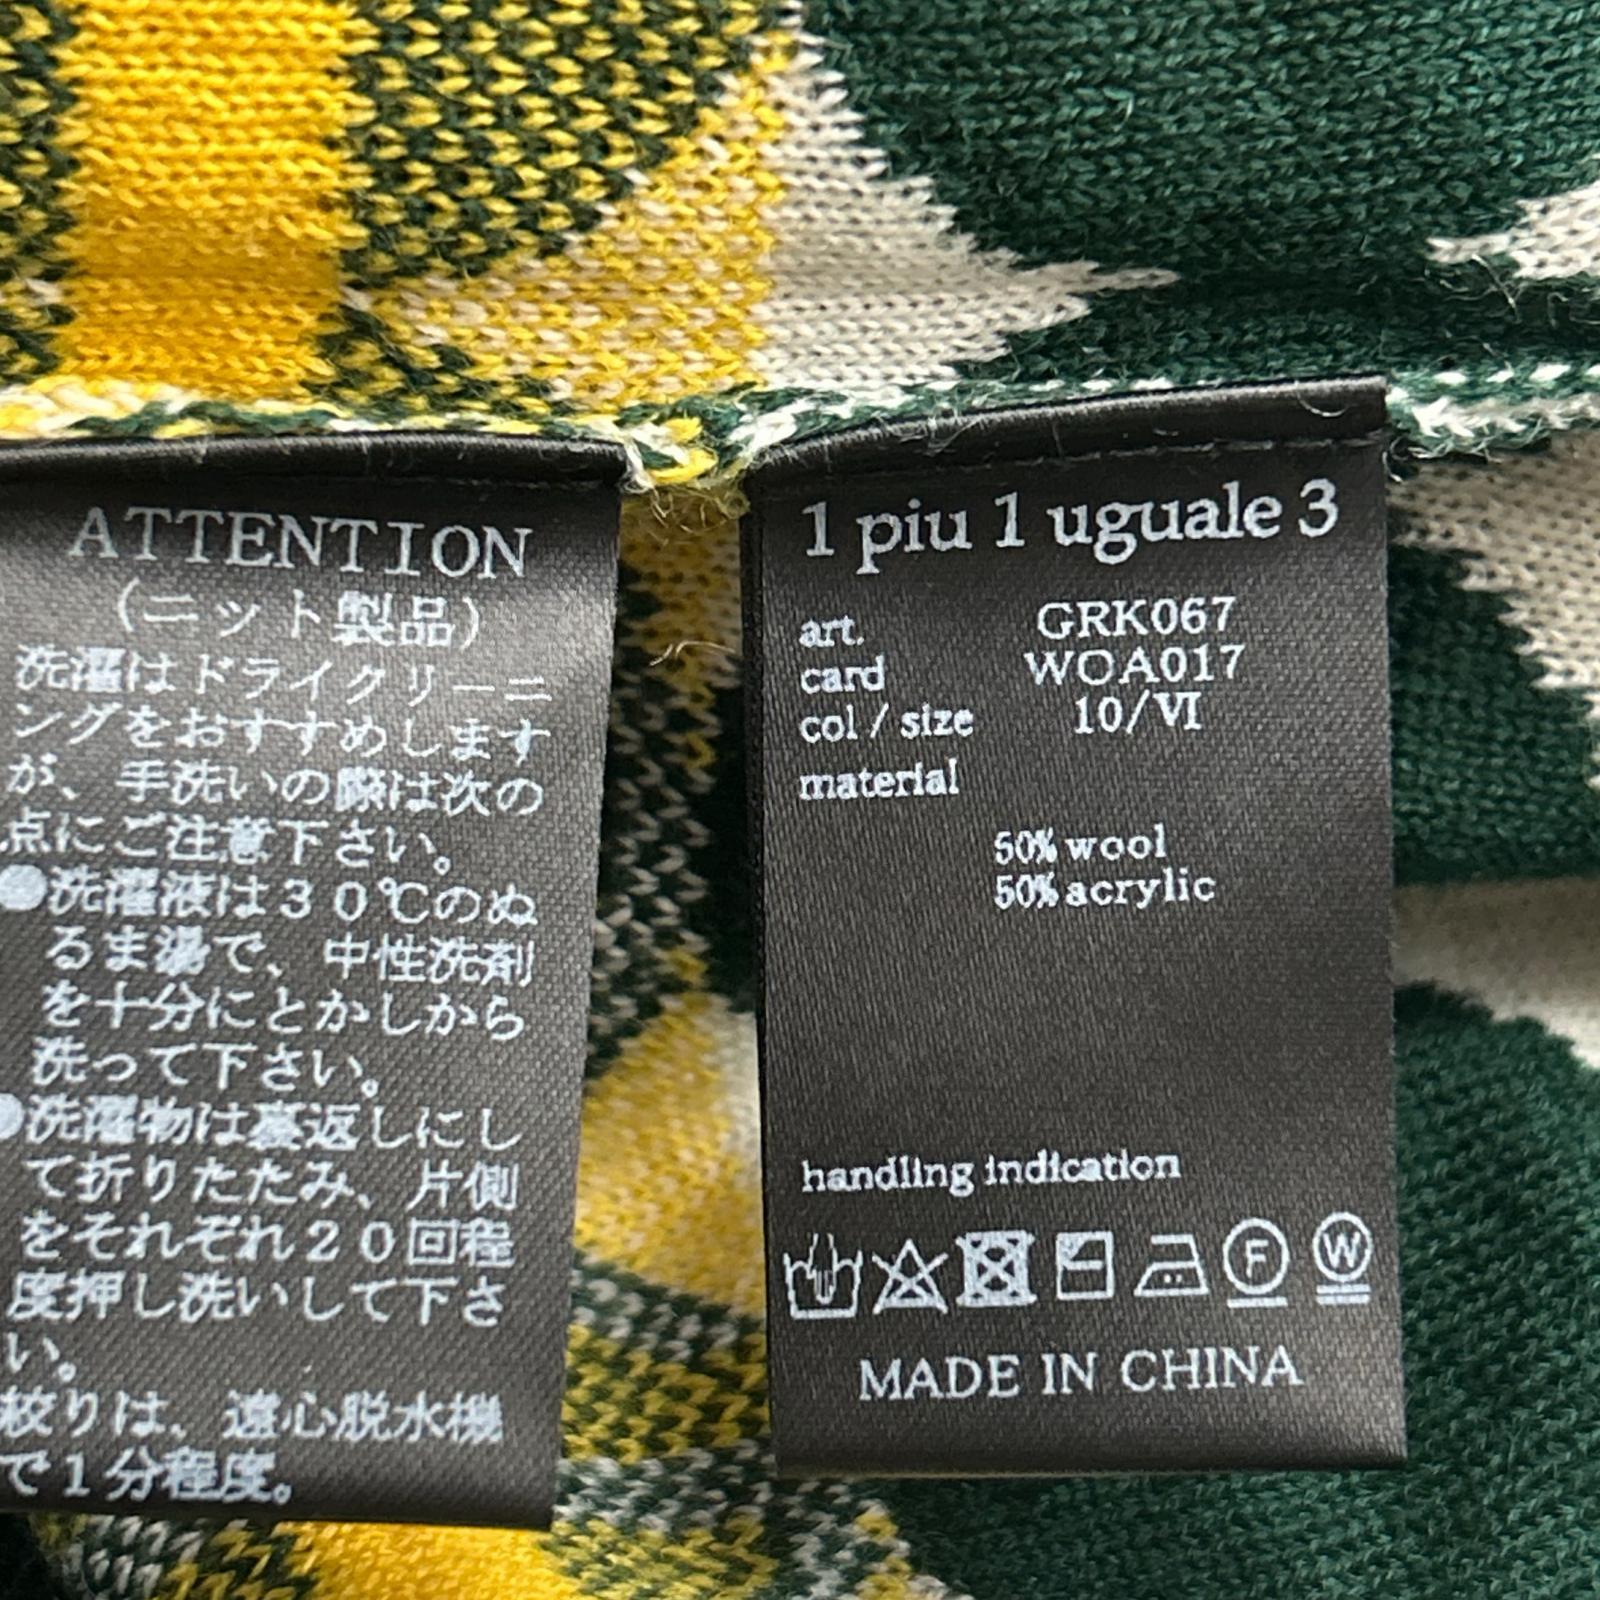 ATTENTION
(ニット製品)
洗濯はドライクリーニ
ングをおすすめします
が、手洗いの際は次の
点にご注意下さい。
●洗濯液は30℃のぬ
るま湯で、中性洗剤
を十分にとかしから
洗って下さい。
●洗濯物は裏返しにし
て折りたたみ、片側
をそれぞれ20回程
度押し洗いして下さ
い。
絞りは、遠心脱水機
で1分程度。
1 piu 1 uguale 3
art. GRK067
card WOA017
col / size 10/VI
material
50% wool
50% acrylic
handling indication
F W
MADE IN CHINA